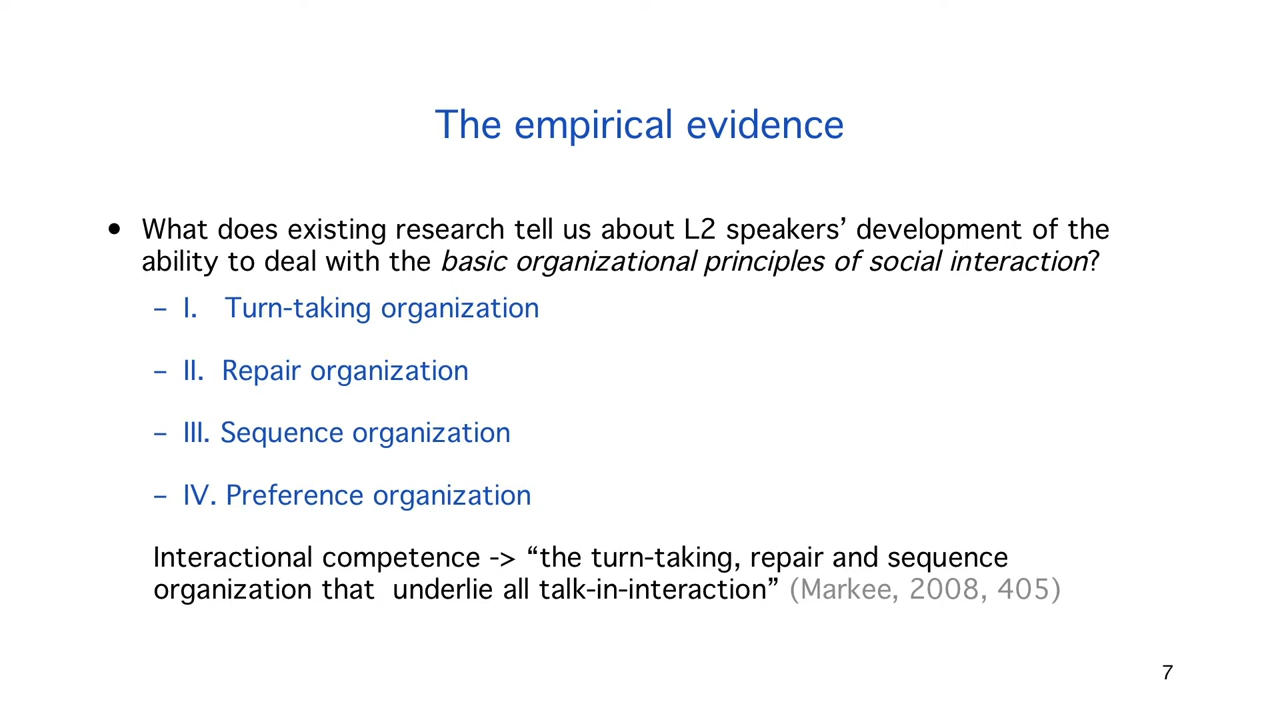 The empirical evidence
• What does existing research tell us about L2 speakers’ development of the
ability to deal with the basic organizational principles of social interaction?
– I. Turn-taking organization
– II. Repair organization
– III. Sequence organization
– IV. Preference organization
Interactional competence -> “the turn-taking, repair and sequence
organization that underlie all talk-in-interaction” (Markee, 2008, 405)
7